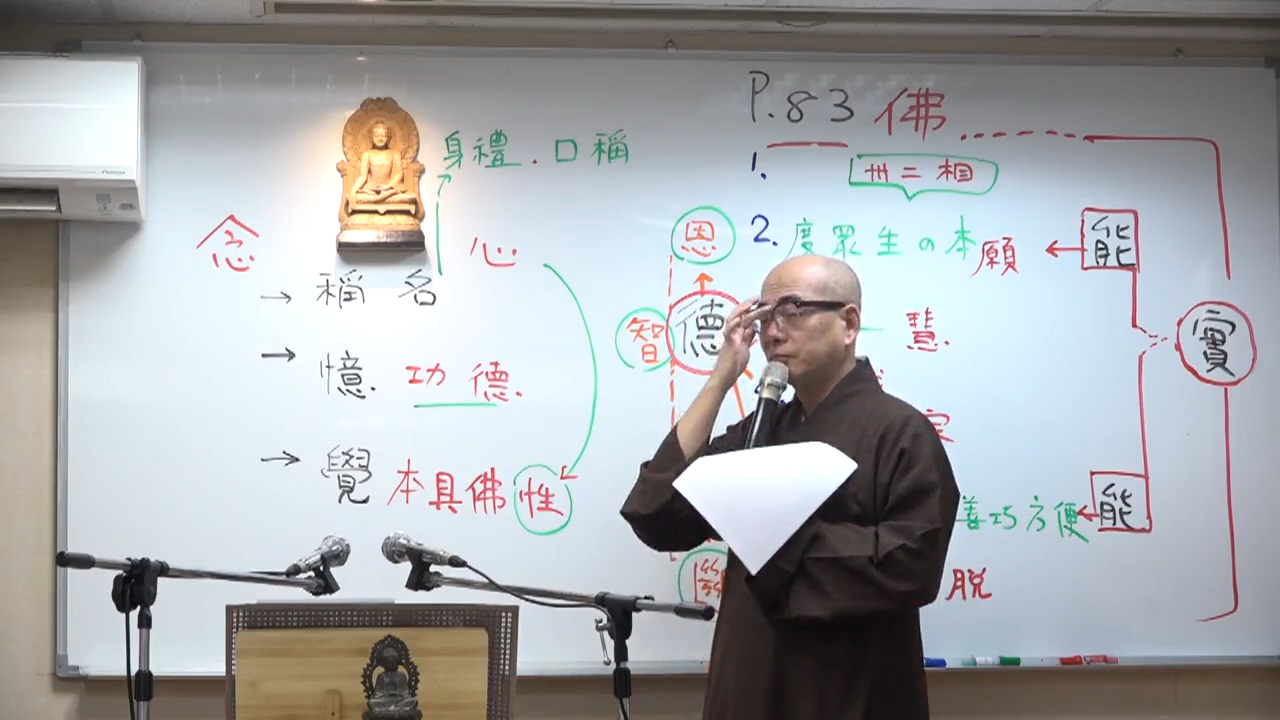 身禮.口稱
念
心
稱名
憶 功德.
覺 本具佛性
P.83 佛
1. 卅二相
恩
2. 度眾生の本願
能
智
德
慧
實
善巧方便
能
脫